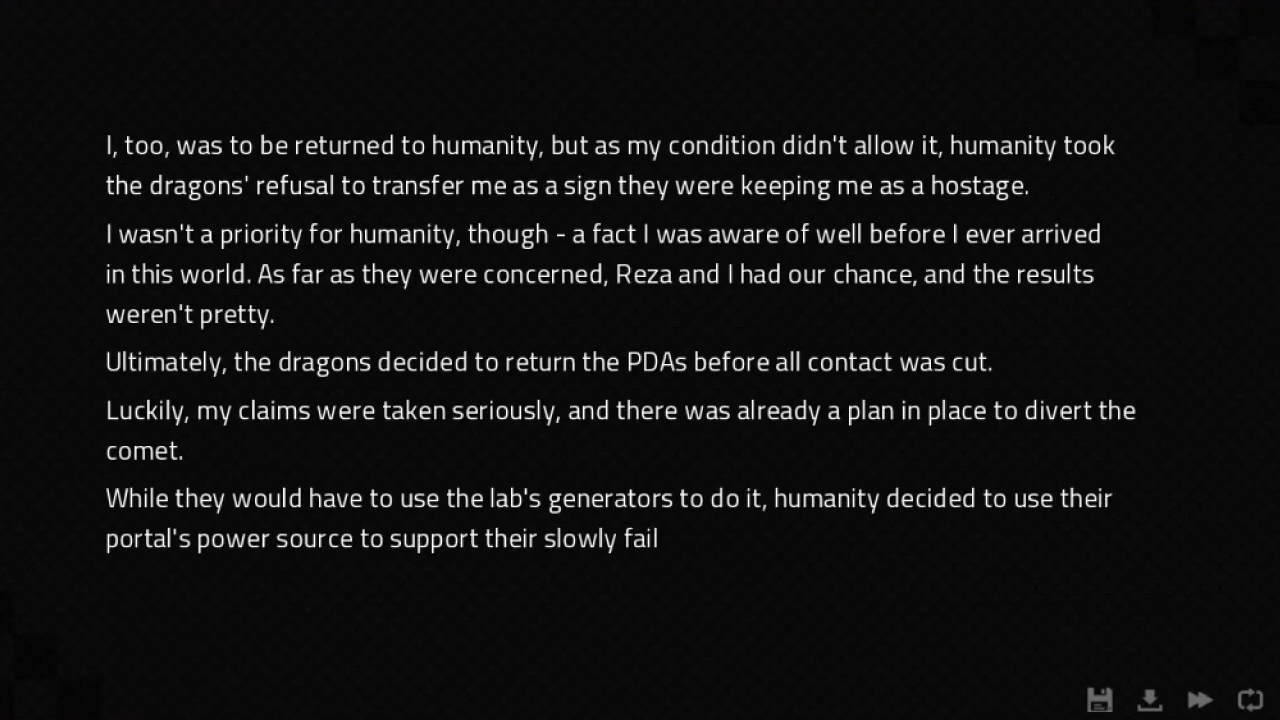 I, too, was to be returned to humanity, but as my condition didn't allow it, humanity took
the dragons' refusal to transfer me as a sign they were keeping me as a hostage.
I wasn't a priority for humanity, though - a fact I was aware of well before I ever arrived
in this world. As far as they were concerned, Reza and I had our chance, and the results
weren't pretty.
Ultimately, the dragons decided to return the PDAs before all contact was cut.
Luckily, my claims were taken seriously, and there was already a plan in place to divert the
comet.
While they would have to use the lab's generators to do it, humanity decided to use their
portal's power source to support their slowly fail